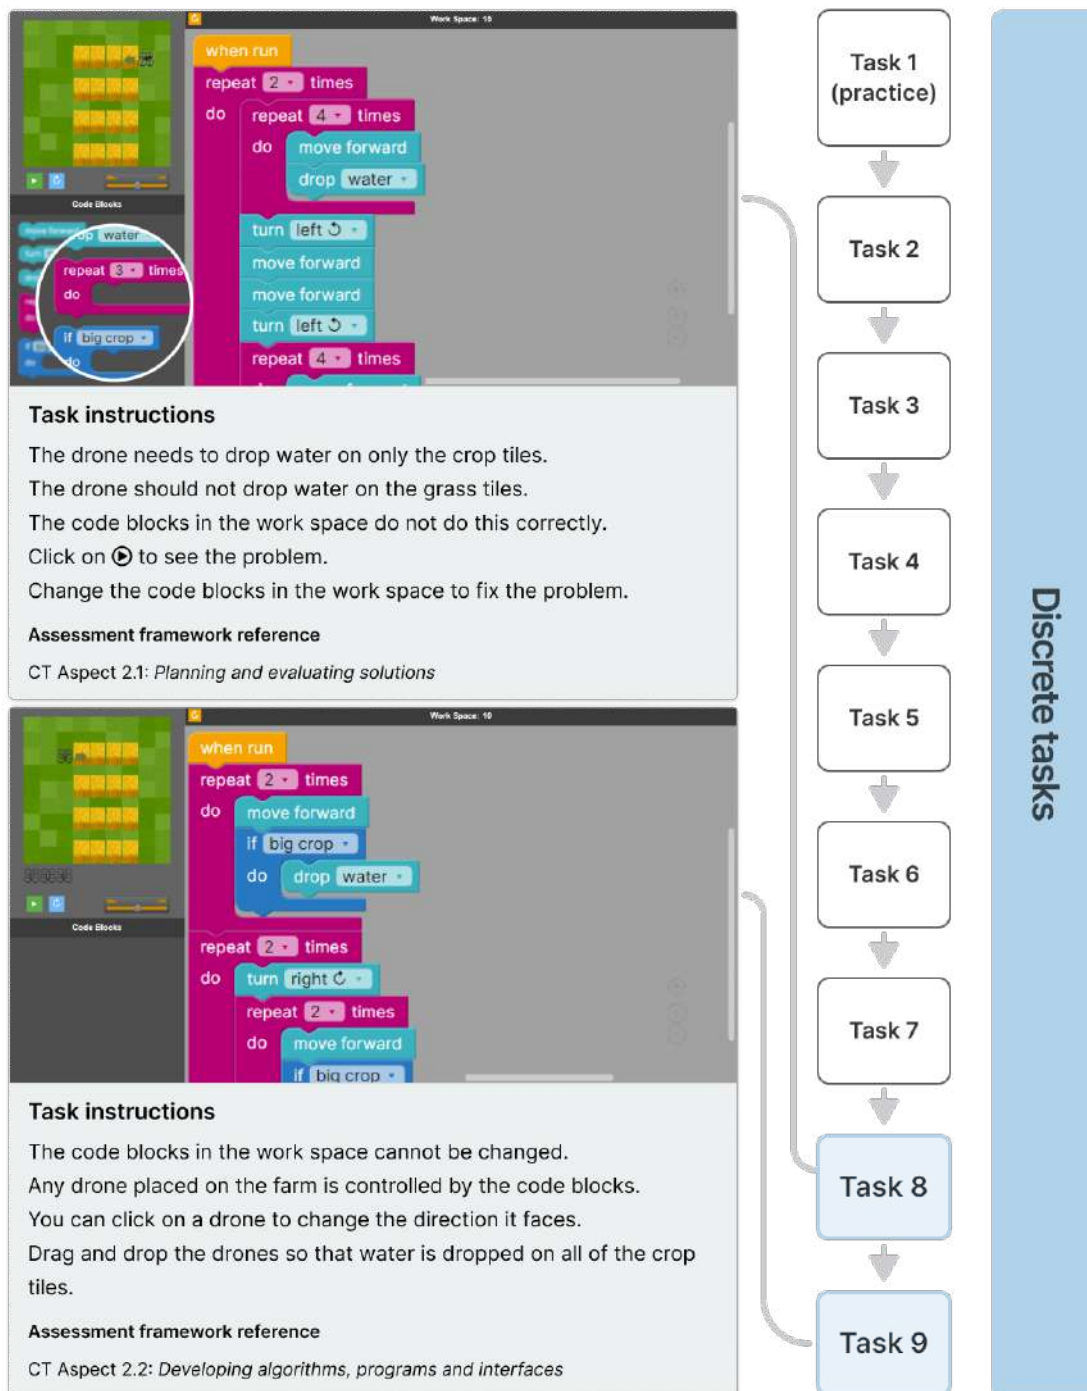 Work Space: 15
when run
repeat 2 times
do repeat 4 times
do move forward
drop water
turn left
move forward
move forward
turn left
repeat 4 times
Code Blocks
move forward
drop water
repeat 3 times
do
if big crop
do
Task instructions
The drone needs to drop water on only the crop tiles.
The drone should not drop water on the grass tiles.
The code blocks in the work space do not do this correctly.
Click on to see the problem.
Change the code blocks in the work space to fix the problem.
Assessment framework reference
CT Aspect 2.1: Planning and evaluating solutions
Work Space: 10
when run
repeat 2 times
do move forward
if big crop
do drop water
repeat 2 times
do turn right
repeat 2 times
do move forward
if big crop
Code Blocks
Task instructions
The code blocks in the work space cannot be changed.
Any drone placed on the farm is controlled by the code blocks.
You can click on a drone to change the direction it faces.
Drag and drop the drones so that water is dropped on all of the crop
tiles.
Assessment framework reference
CT Aspect 2.2: Developing algorithms, programs and interfaces
Task 1
(practice)
Task 2
Task 3
Task 4
Task 5
Task 6
Task 7
Task 8
Task 9
Discrete tasks